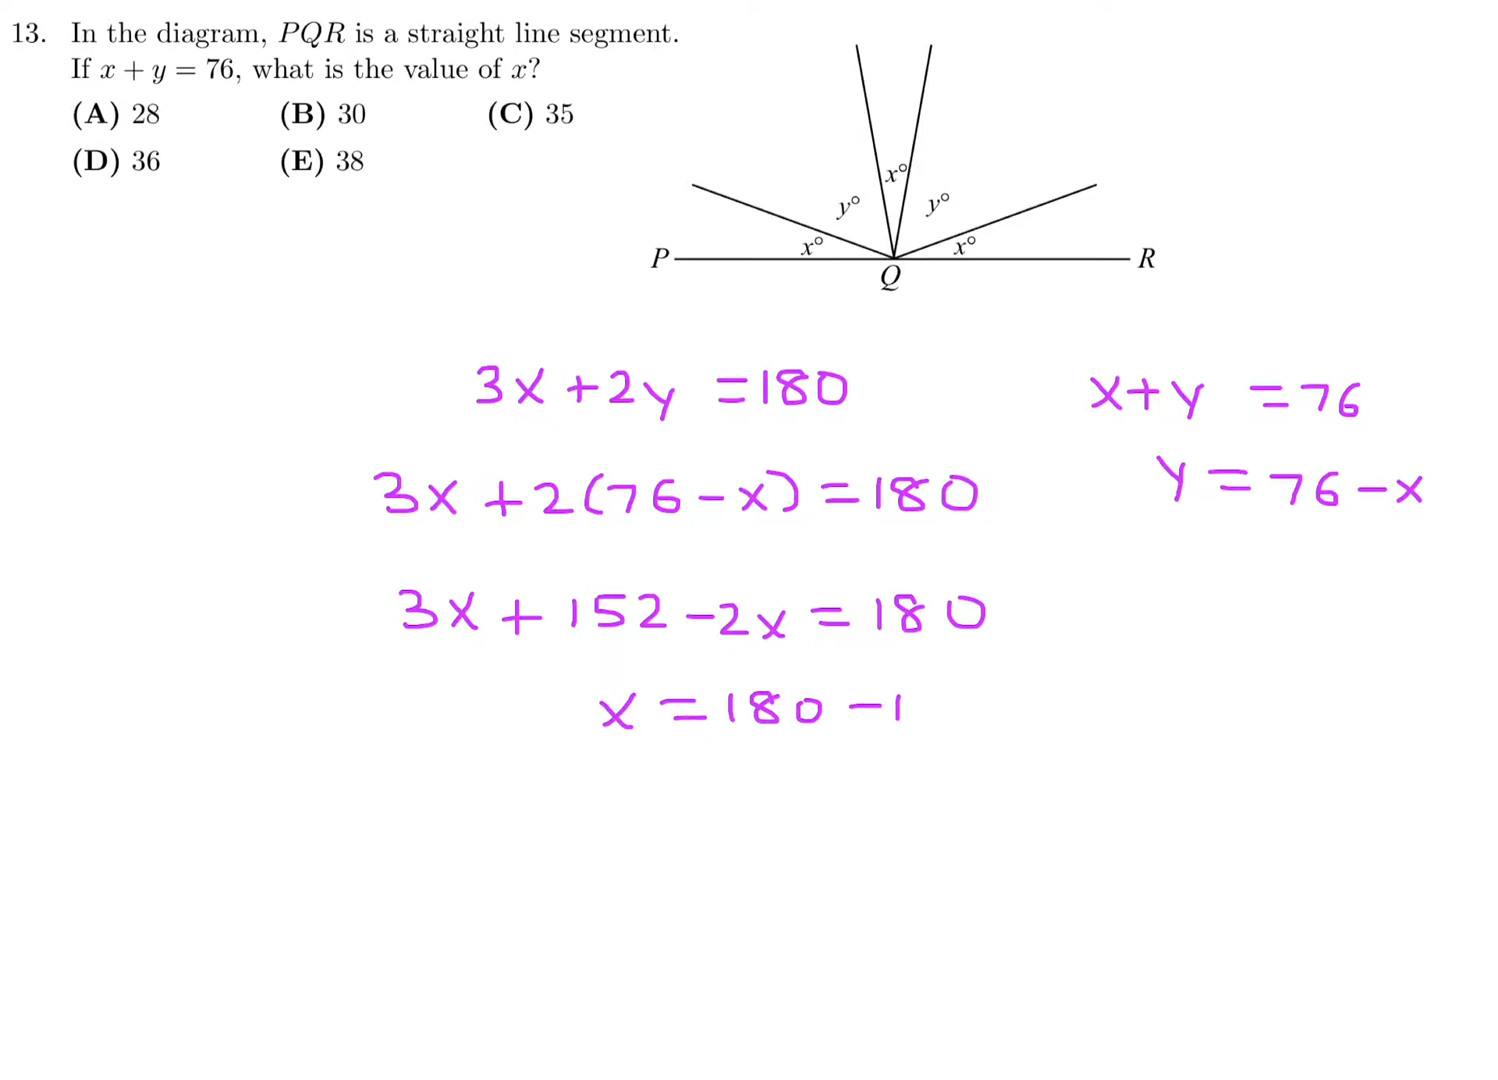 13. In the diagram, PQR is a straight line segment.
If x + y = 76, what is the value of x?
(A) 28 (B) 30 (C) 35
(D) 36 (E) 38
x°
y° y°
x° x°
P R
Q
3x + 2y = 180 x + y = 76
3x + 2(76 - x) = 180 y = 76 - x
3x + 152 - 2x = 180
x = 180 - 1